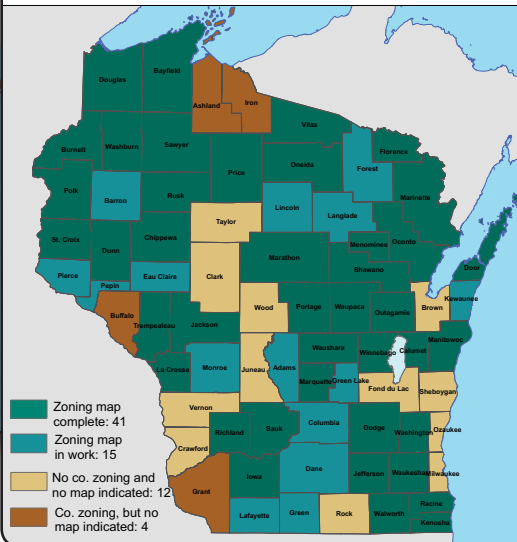 Douglas
Bayfield
Ashland
Iron
Vilas
Florence
Burnett
Washburn
Sawyer
Price
Oneida
Forest
Marinette
Polk
Barron
Rusk
Lincoln
Langlade
Taylor
St. Croix
Dunn
Chippewa
Clark
Marathon
Menominee
Oconto
Shawano
Door
Pierce
Pepin
Eau Claire
Buffalo
Trempealeau
Jackson
Wood
Portage
Waupaca
Outagamie
Brown
Kewaunee
La Crosse
Monroe
Juneau
Adams
Waushara
Winnebago
Calumet
Manitowoc
Marquette
Green Lake
Fond du Lac
Sheboygan
Vernon
Crawford
Richland
Sauk
Columbia
Dodge
Washington
Ozaukee
Grant
Iowa
Dane
Jefferson
Waukesha
Milwaukee
Lafayette
Green
Rock
Walworth
Racine
Kenosha
Zoning map
complete: 41
Zoning map
in work: 15
No co. zoning and
no map indicated: 12
Co. zoning, but no
map indicated: 4